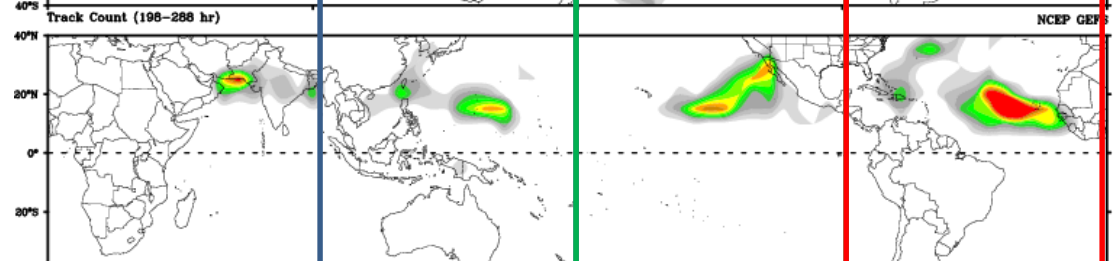 40°S
Track Count (198-288 hr)
NCEP GEFS
40°N
20°N
0°
20°S